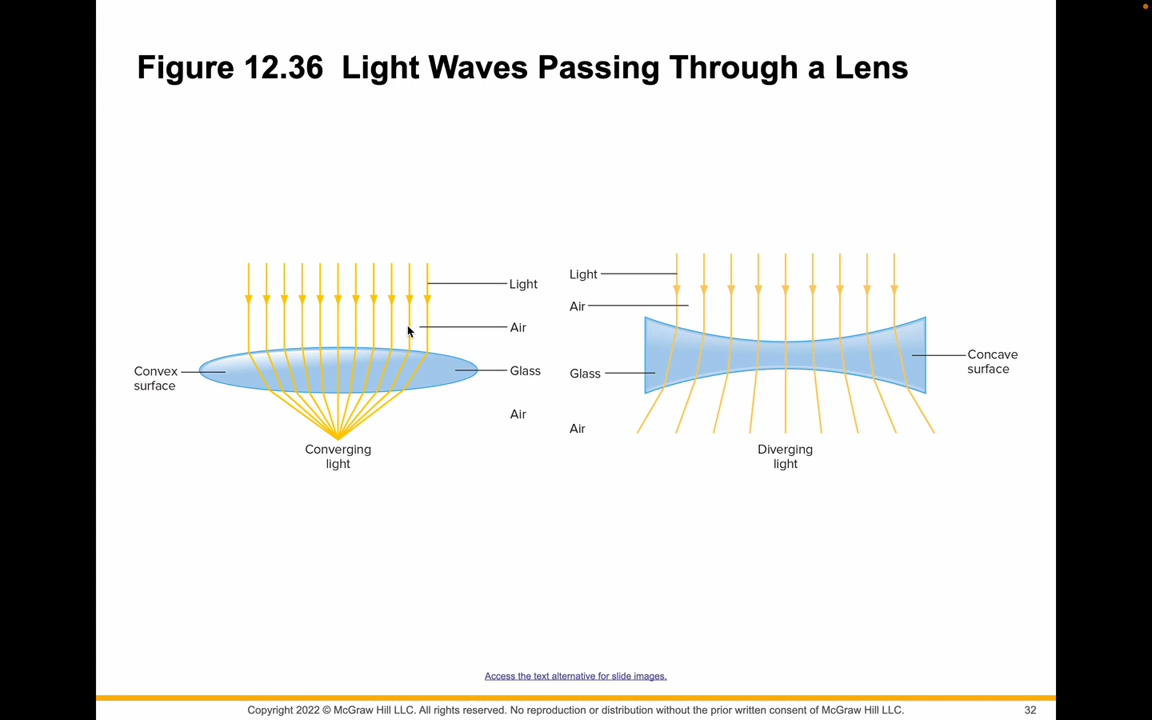 Figure 12.36 Light Waves Passing Through a Lens
Light
Air
Convex
surface
Glass
Air
Converging
light
Light
Air
Glass
Concave
surface
Air
Diverging
light
Access the text alternative for slide images.
Copyright 2022 © McGraw Hill LLC. All rights reserved. No reproduction or distribution without the prior written consent of McGraw Hill LLC.
32